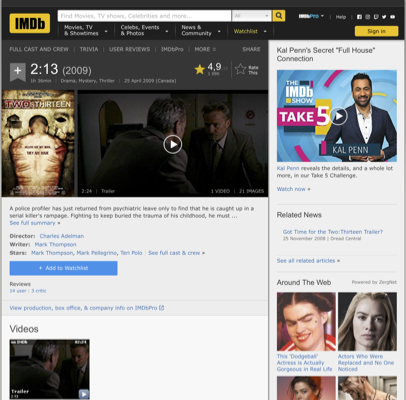 IMDb
Find Movies, TV shows, Celebrities and more...
All
IMDbPro
Help
Movies, TV
& Showtimes
Celebs, Events
& Photos
News &
Community
Watchlist
Sign in
FULL CAST AND CREW | TRIVIA | USER REVIEWS | IMDbPro | MORE
SHARE
2:13 (2009)
4,9
Rate
This
1h 36min | Drama, Mystery, Thriller | 25 April 2009 (Canada)
TWO:THIRTEEN
2:24 | Trailer
1 VIDEO | 21 IMAGES
A police profiler has just returned from psychiatric leave only to find that he is caught up in a
serial killer's rampage. Fighting to keep buried the trauma of his childhood, he must ...
See full summary »
Director: Charles Adelman
Writer: Mark Thompson
Stars: Mark Thompson, Mark Pellegrino, Teri Polo | See full cast & crew »
+ Add to Watchlist
Reviews
14 user | 3 critic
View production, box office, & company info on IMDbPro
Videos
02:24
Trailer
2:13
Kal Penn's Secret "Full House"
Connection
THE
IMDb
SHOW
TAKE 5
KAL PENN
Kal Penn reveals the details, and a whole lot
more, in our Take 5 Challenge.
Watch now »
Related News
Got Time for the Two:Thirteen Trailer?
25 November 2008 | Dread Central
See all related articles »
Around The Web
Powered by ZergNet
This 'Dodgeball'
Actress is Actually
Gorgeous in Real Life
Actors Who Were
Replaced and No One
Noticed